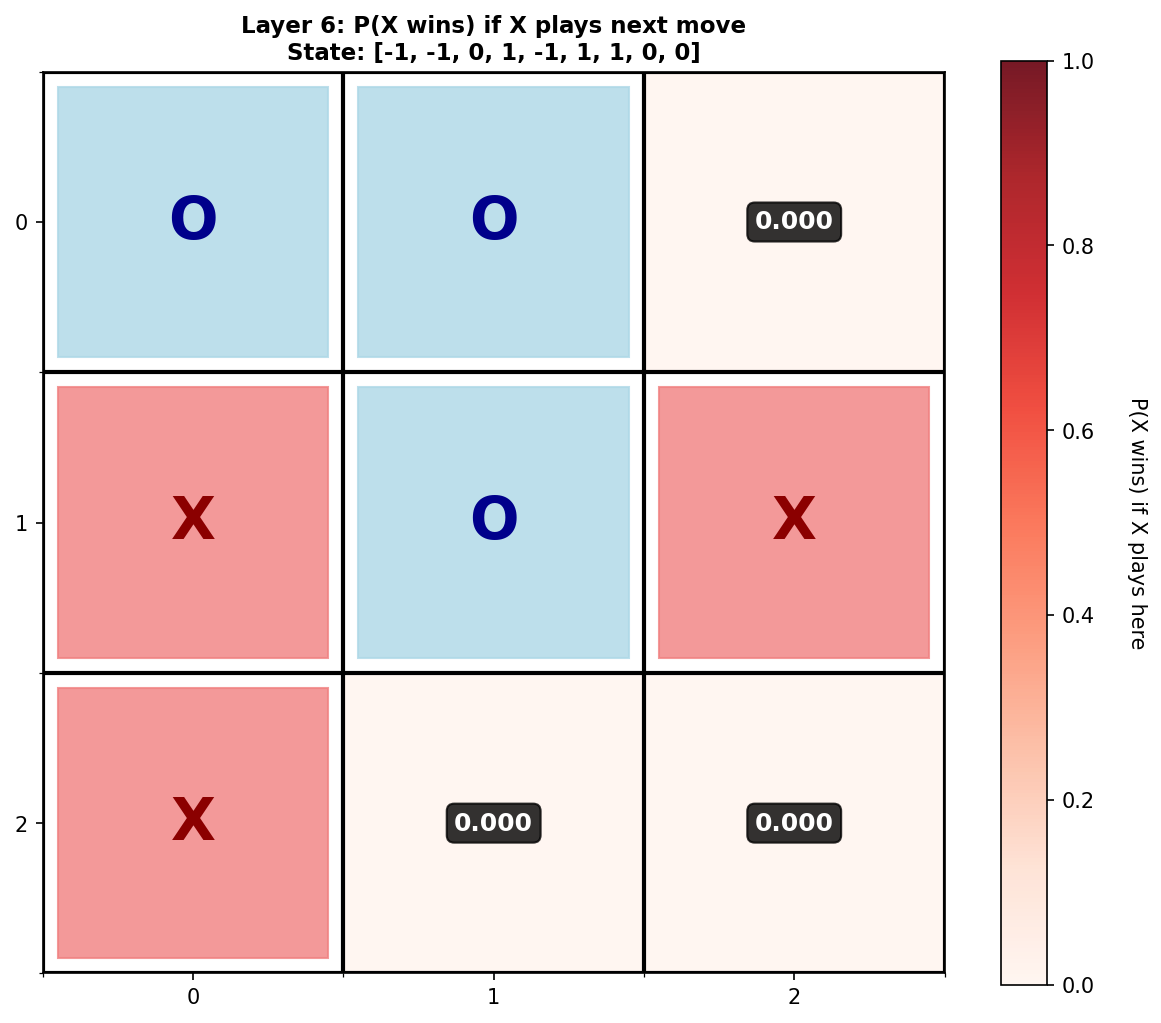 Layer 6: P(X wins) if X plays next move
State: [-1, -1, 0, 1, -1, 1, 1, 0, 0]
1.0
0.8
0.6
0.4
0.2
0.0
P(X wins) if X plays here
0
O
O
0.000
1
X
O
X
2
X
0.000
0.000
0
1
2